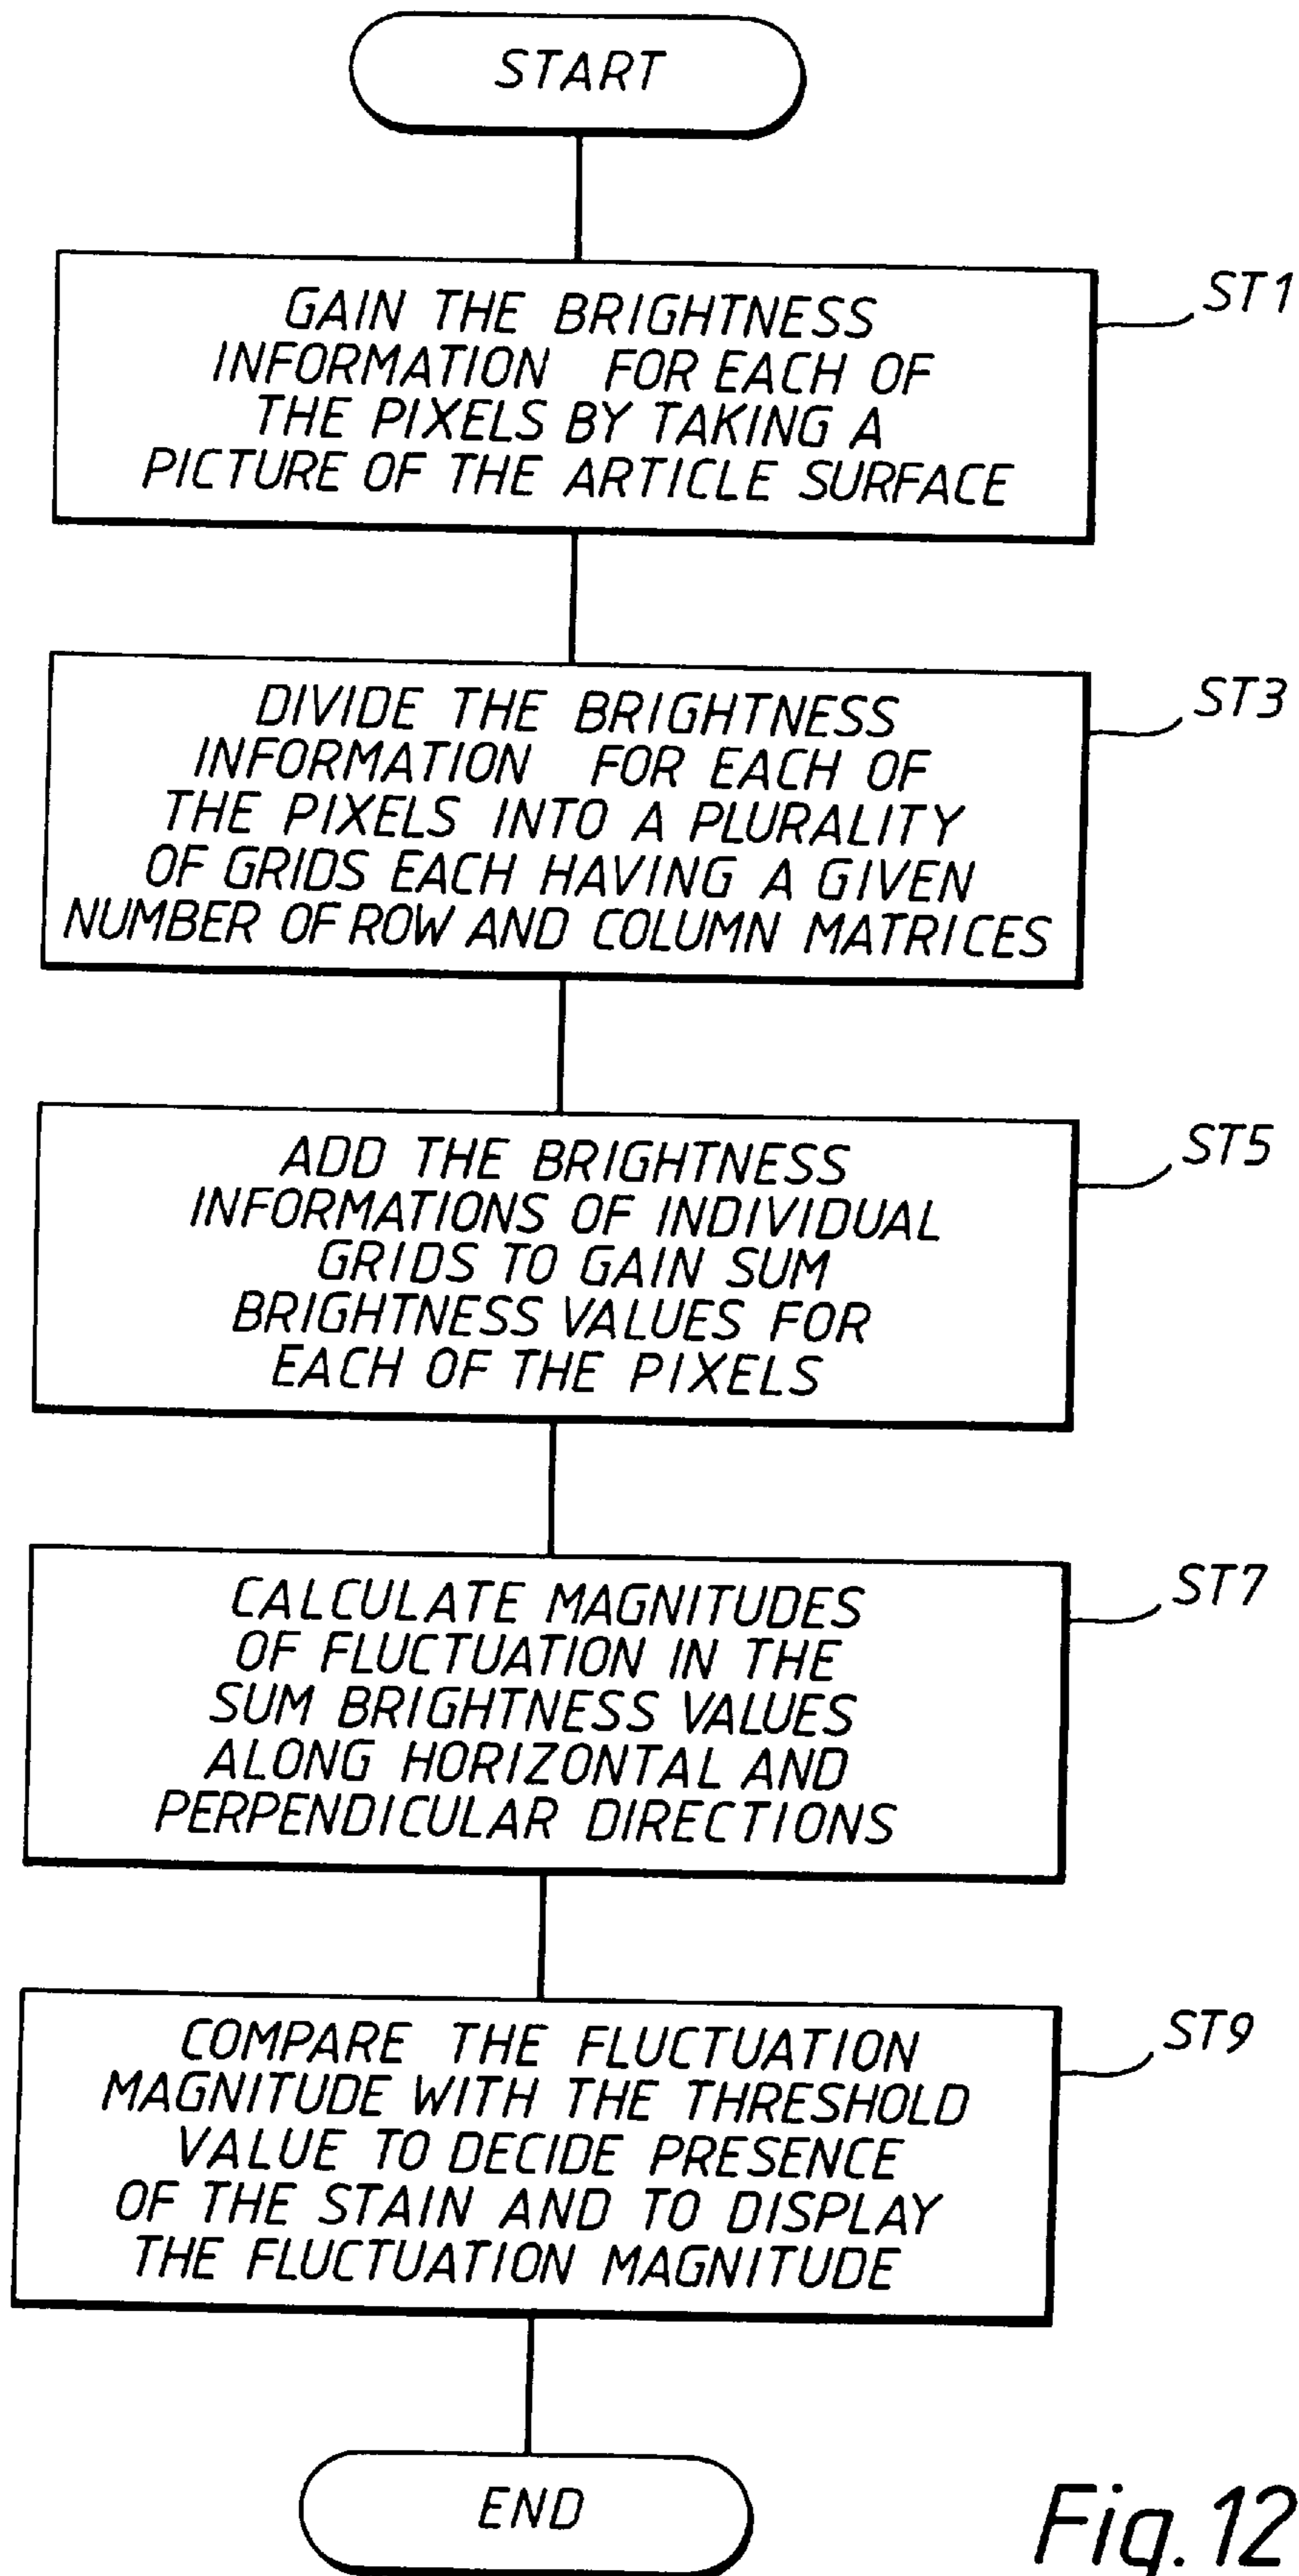 START
GAIN THE BRIGHTNESS
INFORMATION FOR EACH OF
THE PIXELS BY TAKING A
PICTURE OF THE ARTICLE SURFACE
ST1
DIVIDE THE BRIGHTNESS
INFORMATION FOR EACH OF
THE PIXELS INTO A PLURALITY
OF GRIDS EACH HAVING A GIVEN
NUMBER OF ROW AND COLUMN MATRICES
ST3
ADD THE BRIGHTNESS
INFORMATIONS OF INDIVIDUAL
GRIDS TO GAIN SUM
BRIGHTNESS VALUES FOR
EACH OF THE PIXELS
ST5
CALCULATE MAGNITUDES
OF FLUCTUATION IN THE
SUM BRIGHTNESS VALUES
ALONG HORIZONTAL AND
PERPENDICULAR DIRECTIONS
ST7
COMPARE THE FLUCTUATION
MAGNITUDE WITH THE THRESHOLD
VALUE TO DECIDE PRESENCE
OF THE STAIN AND TO DISPLAY
THE FLUCTUATION MAGNITUDE
ST9
END
Fig.12